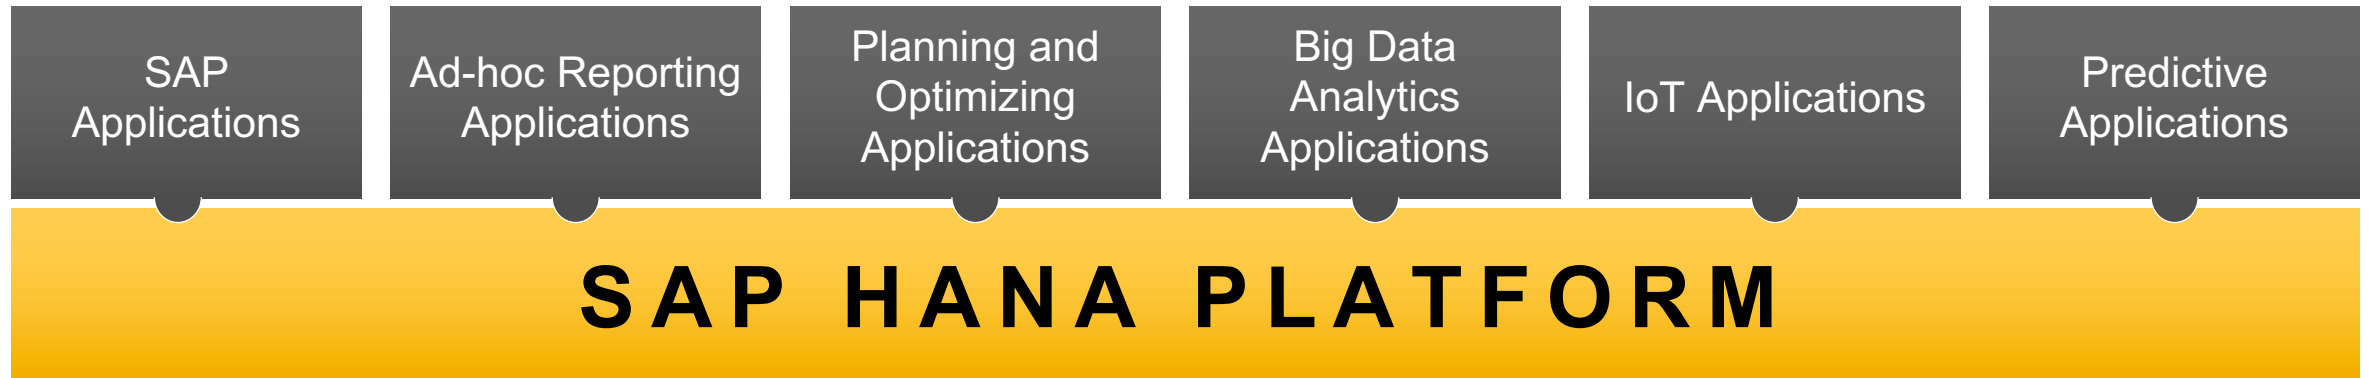 SAP
Applications
Ad-hoc Reporting
Applications
Planning and
Optimizing
Applications
Big Data
Analytics
Applications
IoT Applications
Predictive
Applications
SAP HANA PLATFORM